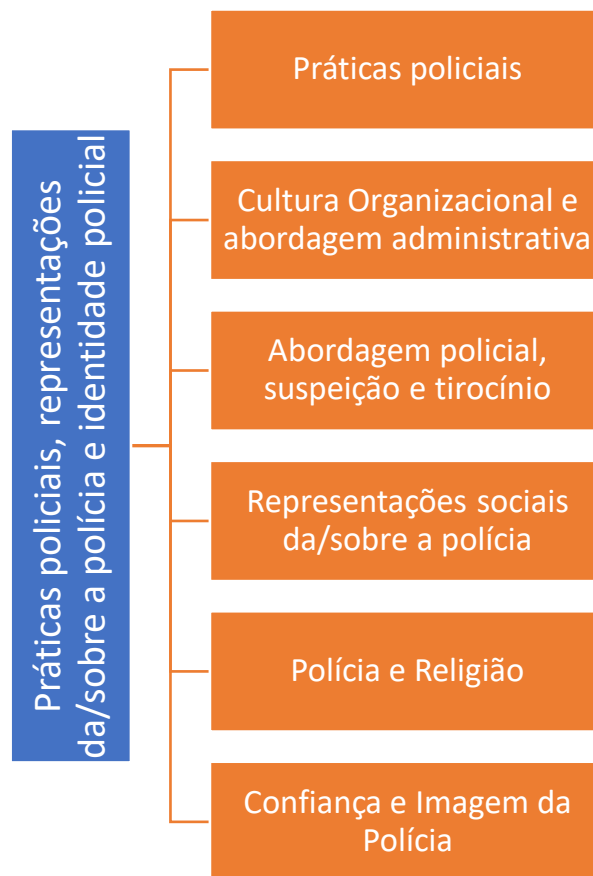 Práticas policiais, representações
da/sobre a polícia e identidade policial
Práticas policiais
Cultura Organizacional e
abordagem administrativa
Abordagem policial,
suspeição e tirocínio
Representações sociais
da/sobre a polícia
Polícia e Religião
Confiança e Imagem da
Polícia